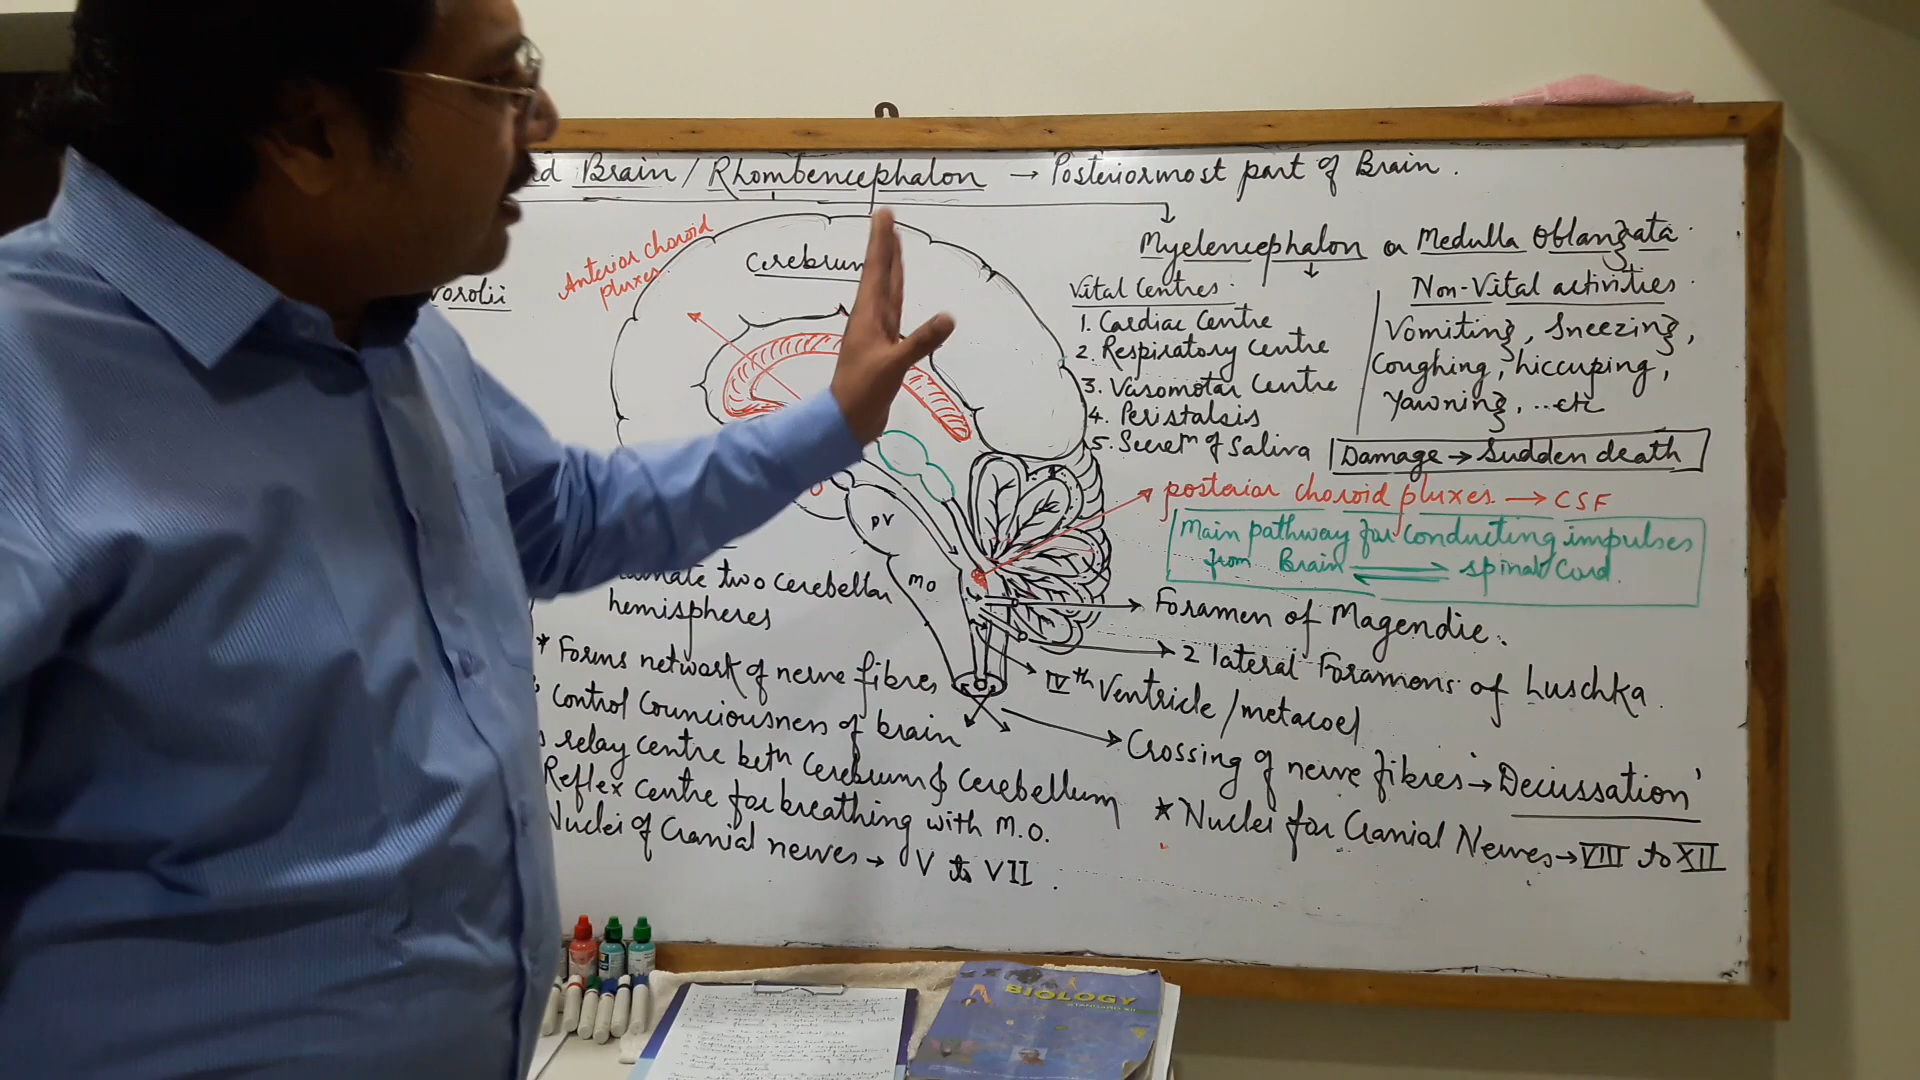 Brain / Rhombencephalon → Posteriormost part of Brain.
Anterior choroid
pluxes
Cerebrum
Myelencephalon or Medulla Oblangata
Vital Centres
1. Cardiac Centre
2. Respiratory Centre
3. Vasomotar Centre
4. Peristalsis
5. Secretn of Saliva
Non-Vital activities
Vomiting, Sneezing,
Coughing, hiccuping,
Yawning, ...etc
Damage → Sudden death
posterior choroid pluxes → CSF
Main pathway for conducting impulses
from Brain ⇌ spinal Cord.
PV
MO
Foramen of Magendie.
2 lateral Foramens of Luschka.
IVth Ventricle / metacoel
Crossing of nerve fibres → Decussation'
* Nuclei for Cranial Nerves → VIII to XII
two Cerebellar
hemispheres
* Forms network of nerve fibres
Control Counciousness of brain
relay centre betn Cerebrum & Cerebellum
Reflex Centre for breathing with M.O.
Nuclei of Cranial nerves → V to VII.
BIOLOGY